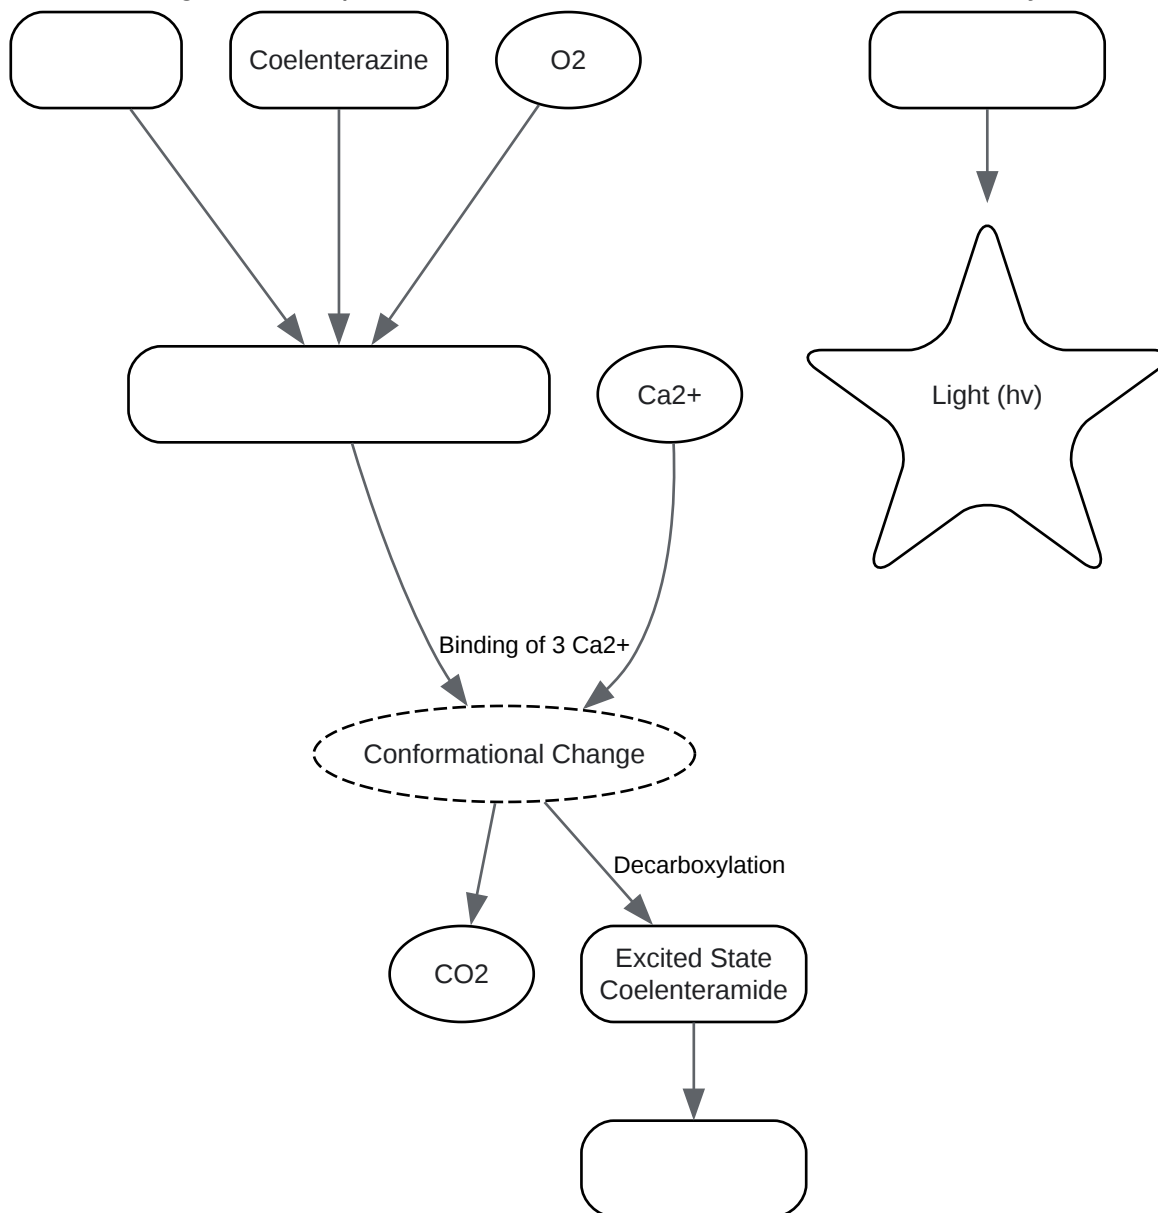 Coelenterazine
O2
Ca2+
Light (hv)
Binding of 3 Ca2+
Conformational Change
Decarboxylation
CO2
Excited State
Coelenteramide